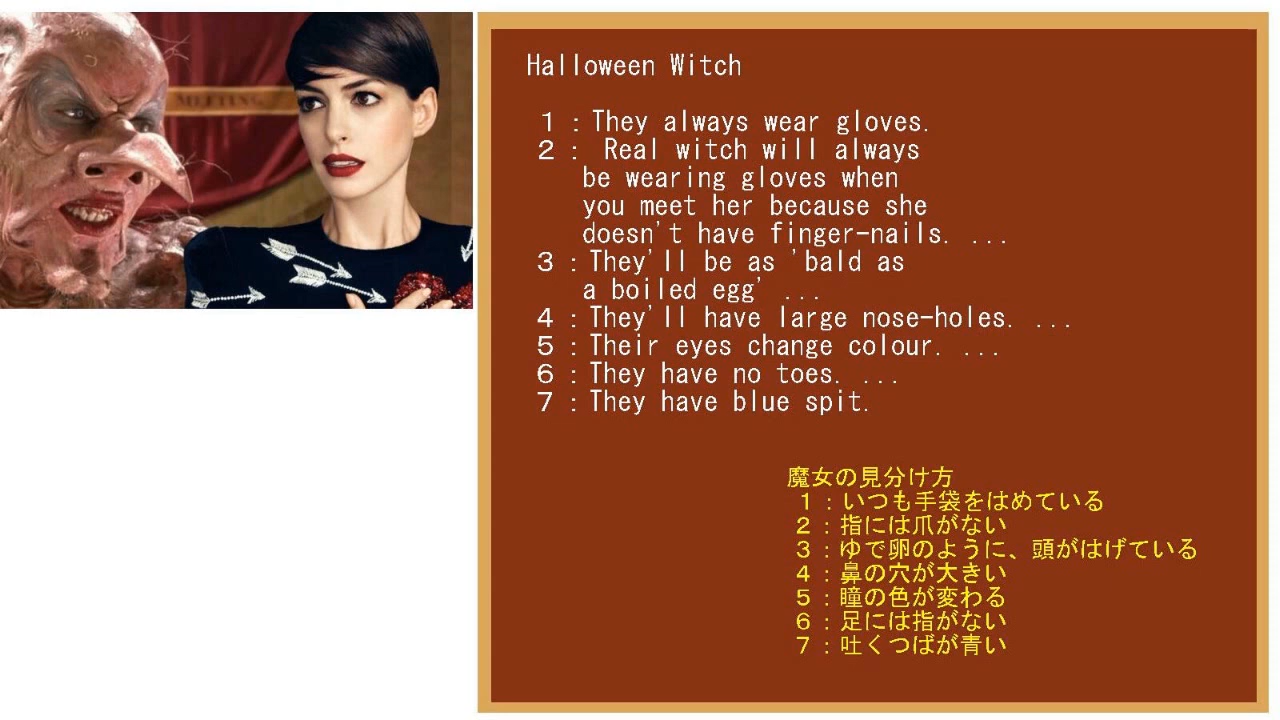 Halloween Witch
1 : They always wear gloves.
2 : Real witch will always
be wearing gloves when
you meet her because she
doesn't have finger-nails. ...
3 : They'll be as 'bald as
a boiled egg' ...
4 : They'll have large nose-holes. ...
5 : Their eyes change colour. ...
6 : They have no toes. ...
7 : They have blue spit.
魔女の見分け方
1 : いつも手袋をはめている
2 : 指には爪がない
3 : ゆで卵のように、頭がはげている
4 : 鼻の穴が大きい
5 : 瞳の色が変わる
6 : 足には指がない
7 : 吐くつばが青い